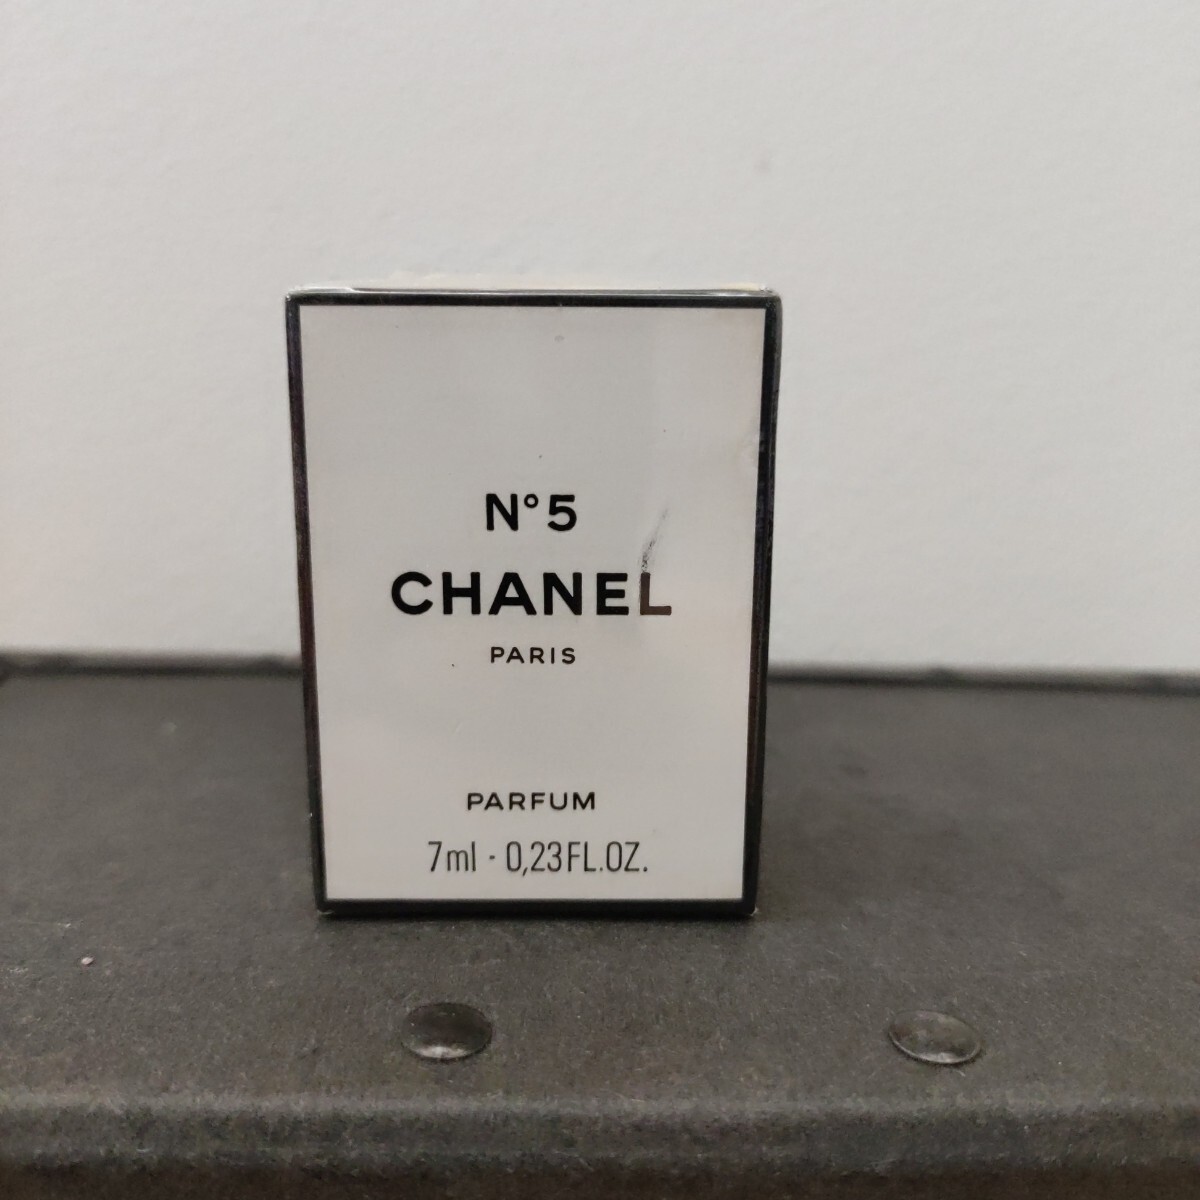 N°5
CHANEL
PARIS
PARFUM
7ml · 0,23FL.OZ.